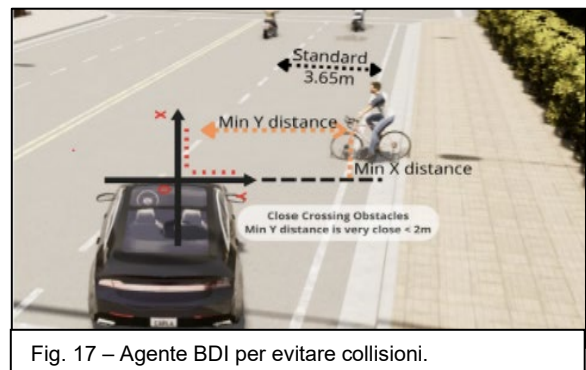 Standard
3.65m
Min Y distance
X
Min X distance
Y
Close Crossing Obstacles
Min Y distance is very close < 2m
CARLA
Fig. 17 – Agente BDI per evitare collisioni.